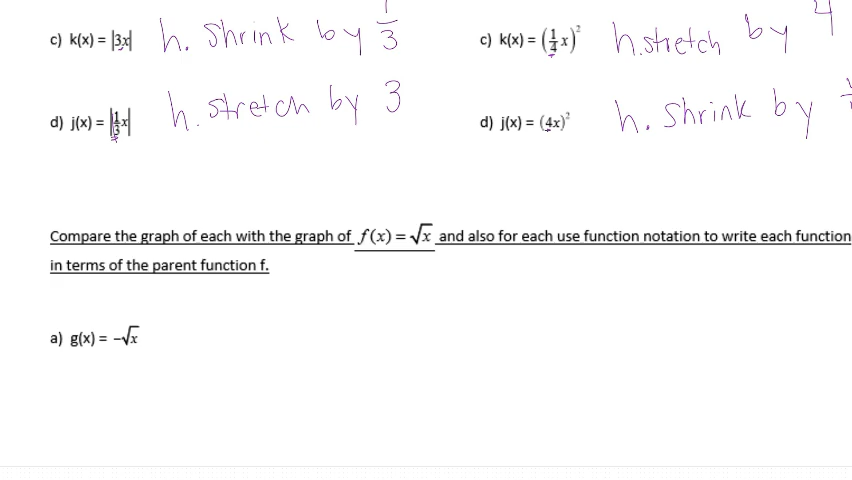 c) k(x) = |3x| h. Shrink by 1/3
c) k(x) = (1/4 x)² h. stretch by 4
d) j(x) = |1/3 x| h. stretch by 3
d) j(x) = (4x)² h. Shrink by
Compare the graph of each with the graph of f(x) = √x and also for each use function notation to write each function
in terms of the parent function f.
a) g(x) = −√x